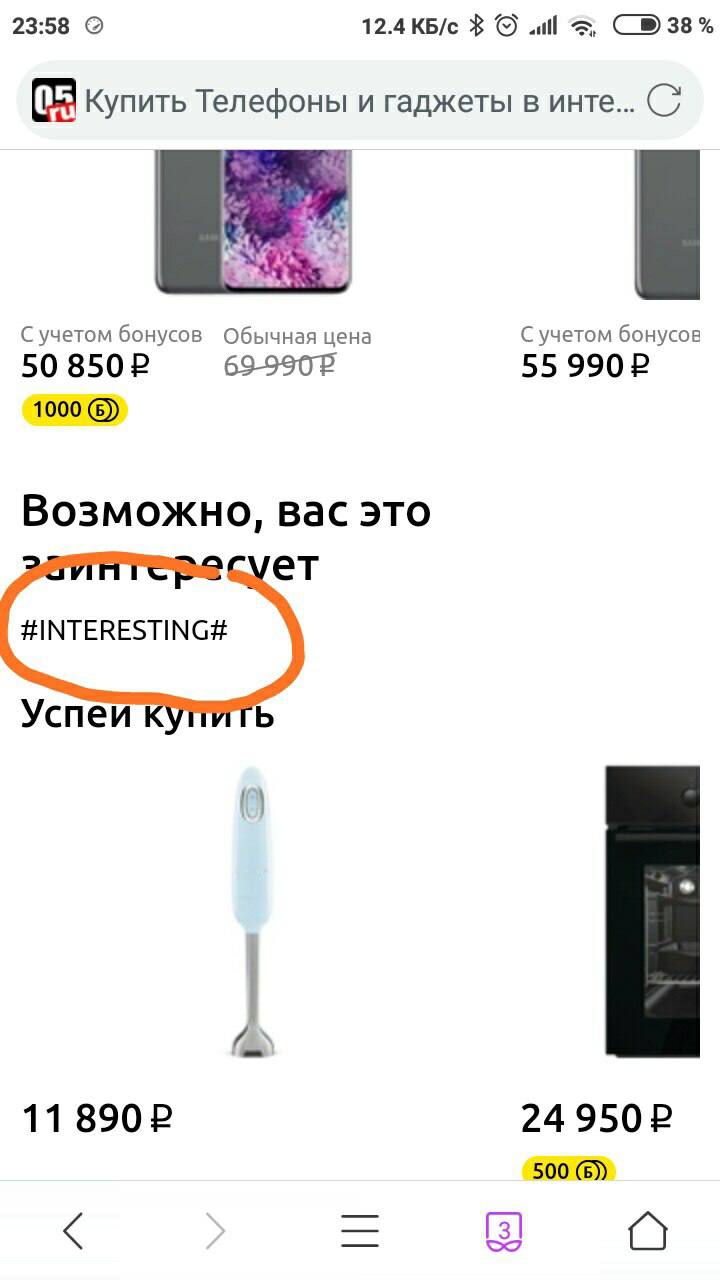 23:58 12.4 КБ/с 38 %
05 ru Купить Телефоны и гаджеты в инте...
С учетом бонусов Обычная цена С учетом бонусов
50 850 ₽ 69 990 ₽ 55 990 ₽
1000 Б
Возможно, вас это
заинтересует
#INTERESTING#
Успей купить
11 890 ₽ 24 950 ₽
500 Б
3